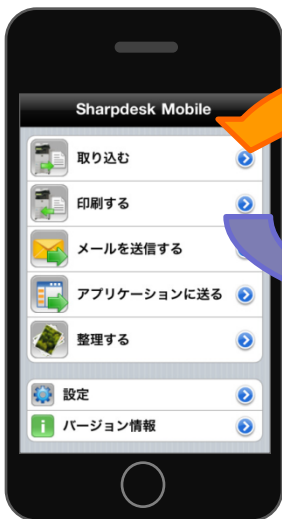 Sharpdesk Mobile
取り込む
印刷する
メールを送信する
アプリケーションに送る
整理する
設定
バージョン情報